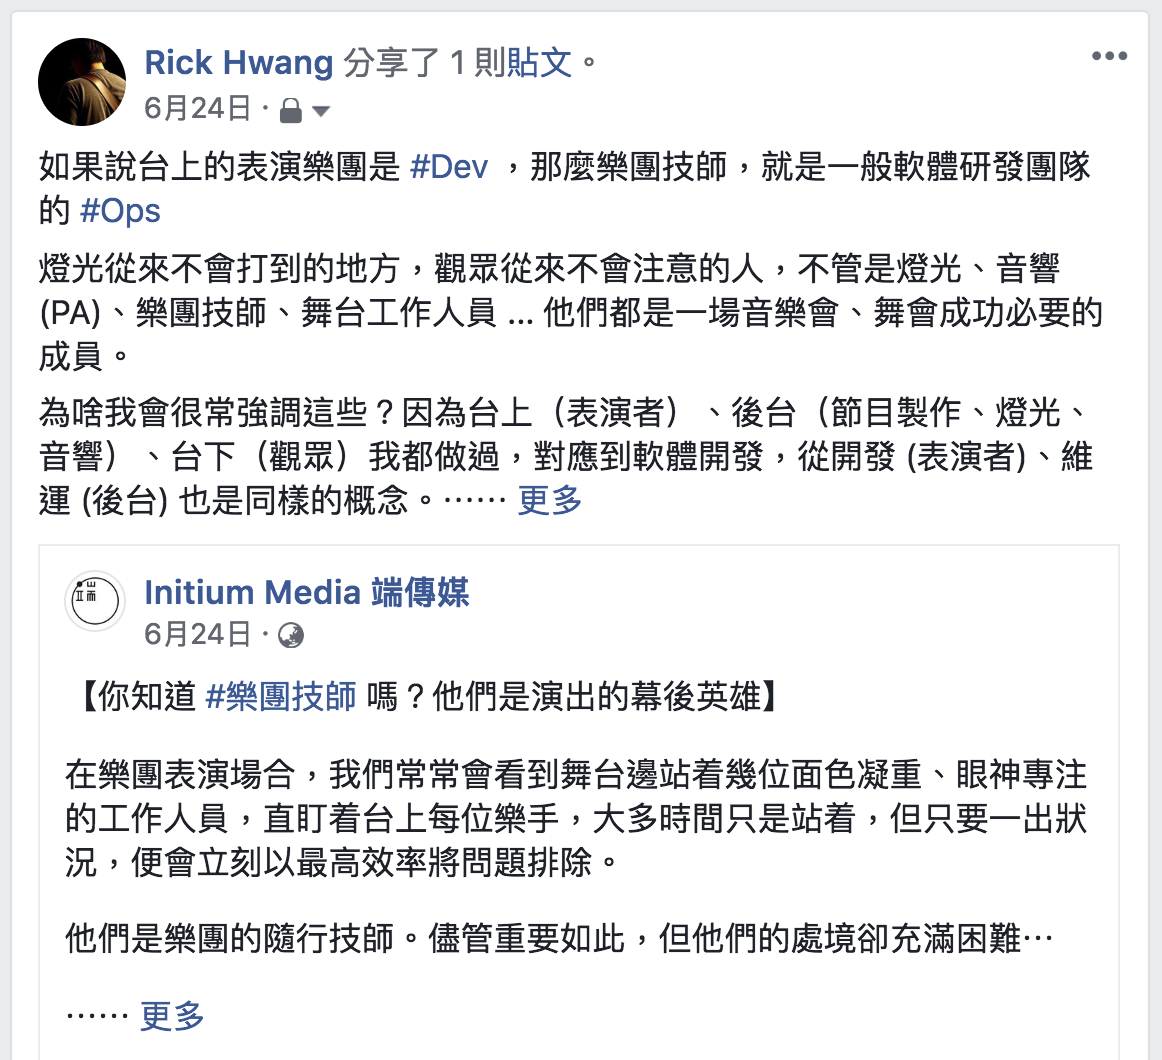 Rick Hwang 分享了 1 則貼文。
6月24日 ·
如果說台上的表演樂團是 #Dev ，那麼樂團技師，就是一般軟體研發團隊
的 #Ops
燈光從來不會打到的地方，觀眾從來不會注意的人，不管是燈光、音響
(PA)、樂團技師、舞台工作人員 ... 他們都是一場音樂會、舞會成功必要的
成員。
為啥我會很常強調這些？因為台上（表演者）、後台（節目製作、燈光、
音響）、台下（觀眾）我都做過，對應到軟體開發，從開發 (表演者)、維
運 (後台) 也是同樣的概念。…… 更多
端
Initium Media 端傳媒
6月24日 ·
【你知道 #樂團技師 嗎？他們是演出的幕後英雄】
在樂團表演場合，我們常常會看到舞台邊站着幾位面色凝重、眼神專注
的工作人員，直盯着台上每位樂手，大多時間只是站着，但只要一出狀
況，便會立刻以最高效率將問題排除。
他們是樂團的隨行技師。儘管重要如此，但他們的處境卻充滿困難…
…… 更多